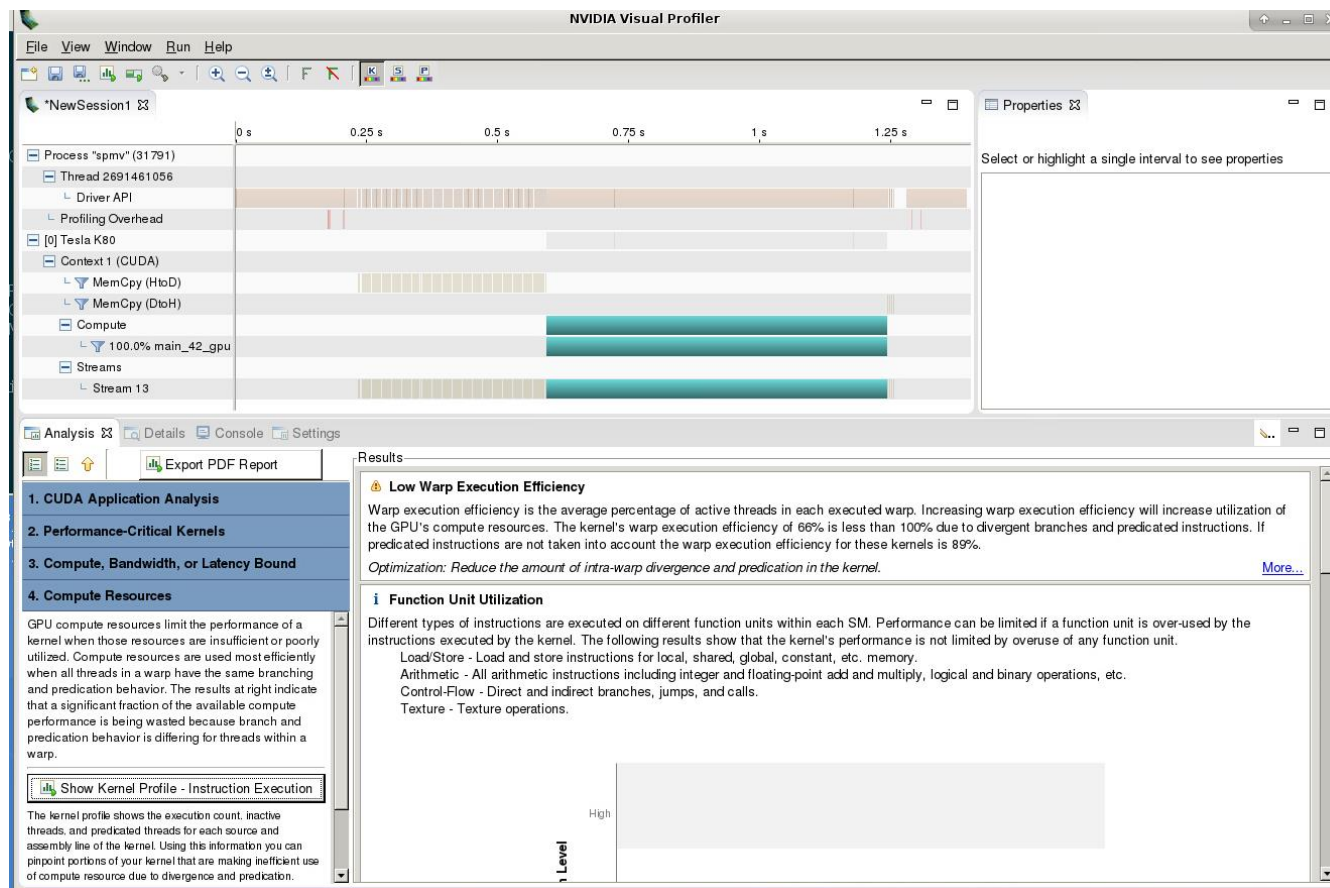 NVIDIA Visual Profiler
File View Window Run Help
*NewSession1
Properties
0 s 0.25 s 0.5 s 0.75 s 1 s 1.25 s
Process "spmv" (31791)
Thread 2691461056
Driver API
Profiling Overhead
[0] Tesla K80
Context 1 (CUDA)
MemCpy (HtoD)
MemCpy (DtoH)
Compute
100.0% main_42_gpu
Streams
Stream 13
Select or highlight a single interval to see properties
Analysis Details Console Settings
Export PDF Report
1. CUDA Application Analysis
2. Performance-Critical Kernels
3. Compute, Bandwidth, or Latency Bound
4. Compute Resources
GPU compute resources limit the performance of a
kernel when those resources are insufficient or poorly
utilized. Compute resources are used most efficiently
when all threads in a warp have the same branching
and predication behavior. The results at right indicate
that a significant fraction of the available compute
performance is being wasted because branch and
predication behavior is differing for threads within a
warp.
Show Kernel Profile - Instruction Execution
The kernel profile shows the execution count, inactive
threads, and predicated threads for each source and
assembly line of the kernel. Using this information you can
pinpoint portions of your kernel that are making inefficient use
of compute resource due to divergence and predication.
Results
Low Warp Execution Efficiency
Warp execution efficiency is the average percentage of active threads in each executed warp. Increasing warp execution efficiency will increase utilization of
the GPU's compute resources. The kernel's warp execution efficiency of 66% is less than 100% due to divergent branches and predicated instructions. If
predicated instructions are not taken into account the warp execution efficiency for these kernels is 89%.
Optimization: Reduce the amount of intra-warp divergence and predication in the kernel.
More...
Function Unit Utilization
Different types of instructions are executed on different function units within each SM. Performance can be limited if a function unit is over-used by the
instructions executed by the kernel. The following results show that the kernel's performance is not limited by overuse of any function unit.
Load/Store - Load and store instructions for local, shared, global, constant, etc. memory.
Arithmetic - All arithmetic instructions including integer and floating-point add and multiply, logical and binary operations, etc.
Control-Flow - Direct and indirect branches, jumps, and calls.
Texture - Texture operations.
High
Level